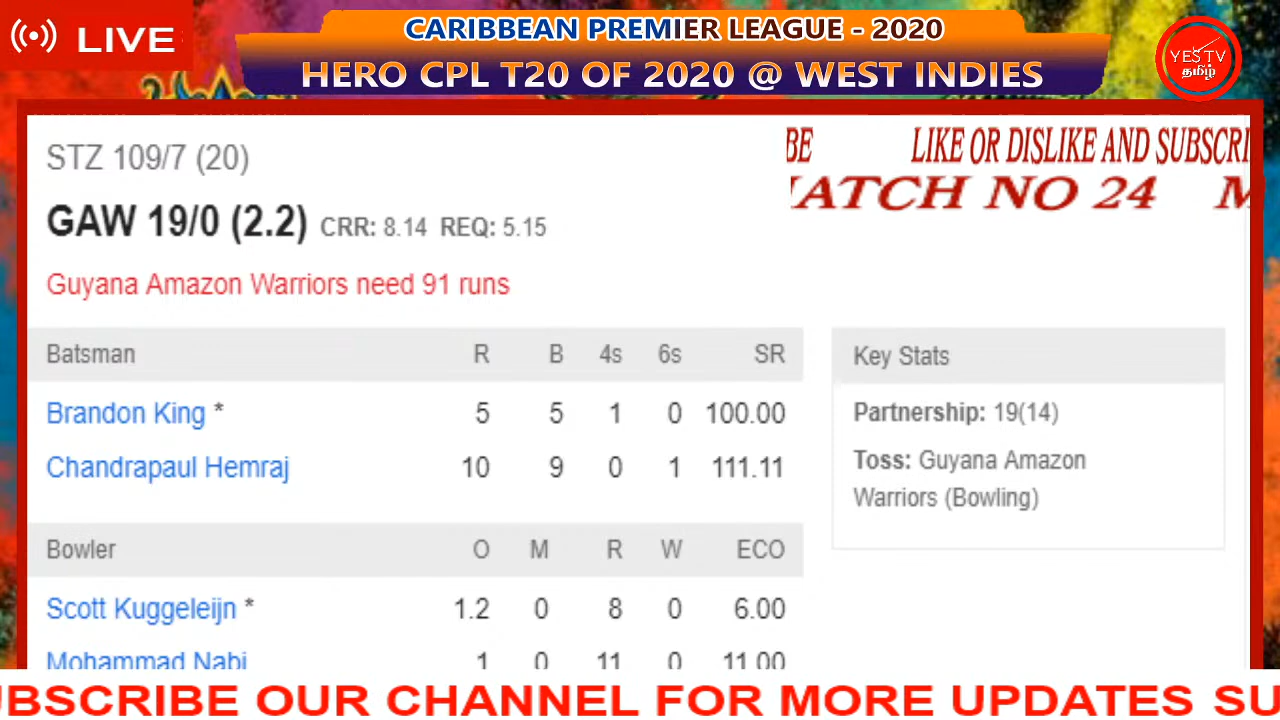 LIVE
CARIBBEAN PREMIER LEAGUE - 2020
HERO CPL T20 OF 2020 @ WEST INDIES
YES TV
தமிழ்
STZ 109/7 (20)
BE LIKE OR DISLIKE AND SUBSCRI
GAW 19/0 (2.2) CRR: 8.14 REQ: 5.15
ATCH NO 24 M
Guyana Amazon Warriors need 91 runs
Batsman R B 4s 6s SR
Brandon King * 5 5 1 0 100.00
Chandrapaul Hemraj 10 9 0 1 111.11
Key Stats
Partnership: 19(14)
Toss: Guyana Amazon
Warriors (Bowling)
Bowler O M R W ECO
Scott Kuggeleijn * 1.2 0 8 0 6.00
Mohammad Nabi 1 0 11 0 11.00
UBSCRIBE OUR CHANNEL FOR MORE UPDATES SU